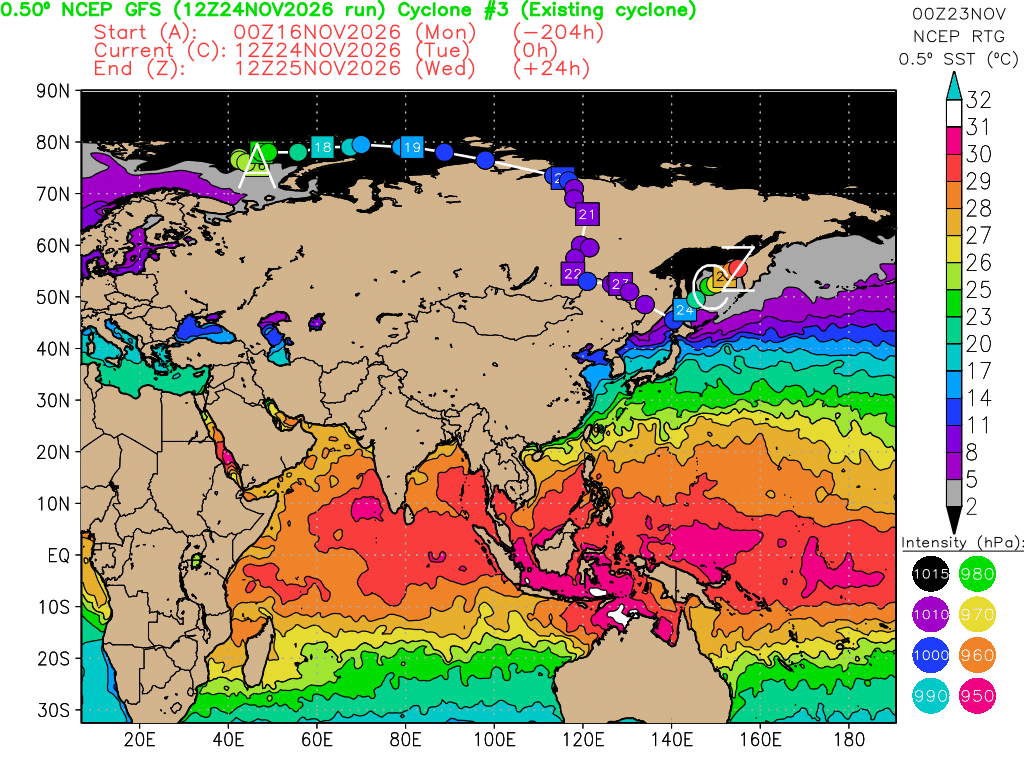 0.50º NCEP GFS (12Z24NOV2026 run) Cyclone #3 (Existing cyclone)
Start (A): 00Z16NOV2026 (Mon) (−204h)
Current (C): 12Z24NOV2026 (Tue) (0h)
End (Z): 12Z25NOV2026 (Wed) (+24h)
00Z23NOV
NCEP RTG
0.5º SST (ºC)
32
31
30
29
28
27
26
25
23
20
17
14
11
8
5
2
Intensity (hPa):
1015 980
1010 970
1000 960
990 950
90N
80N
70N
60N
50N
40N
30N
20N
10N
EQ
10S
20S
30S
20E 40E 60E 80E 100E 120E 140E 160E 180
A
18
19
21
22
24
C
Z